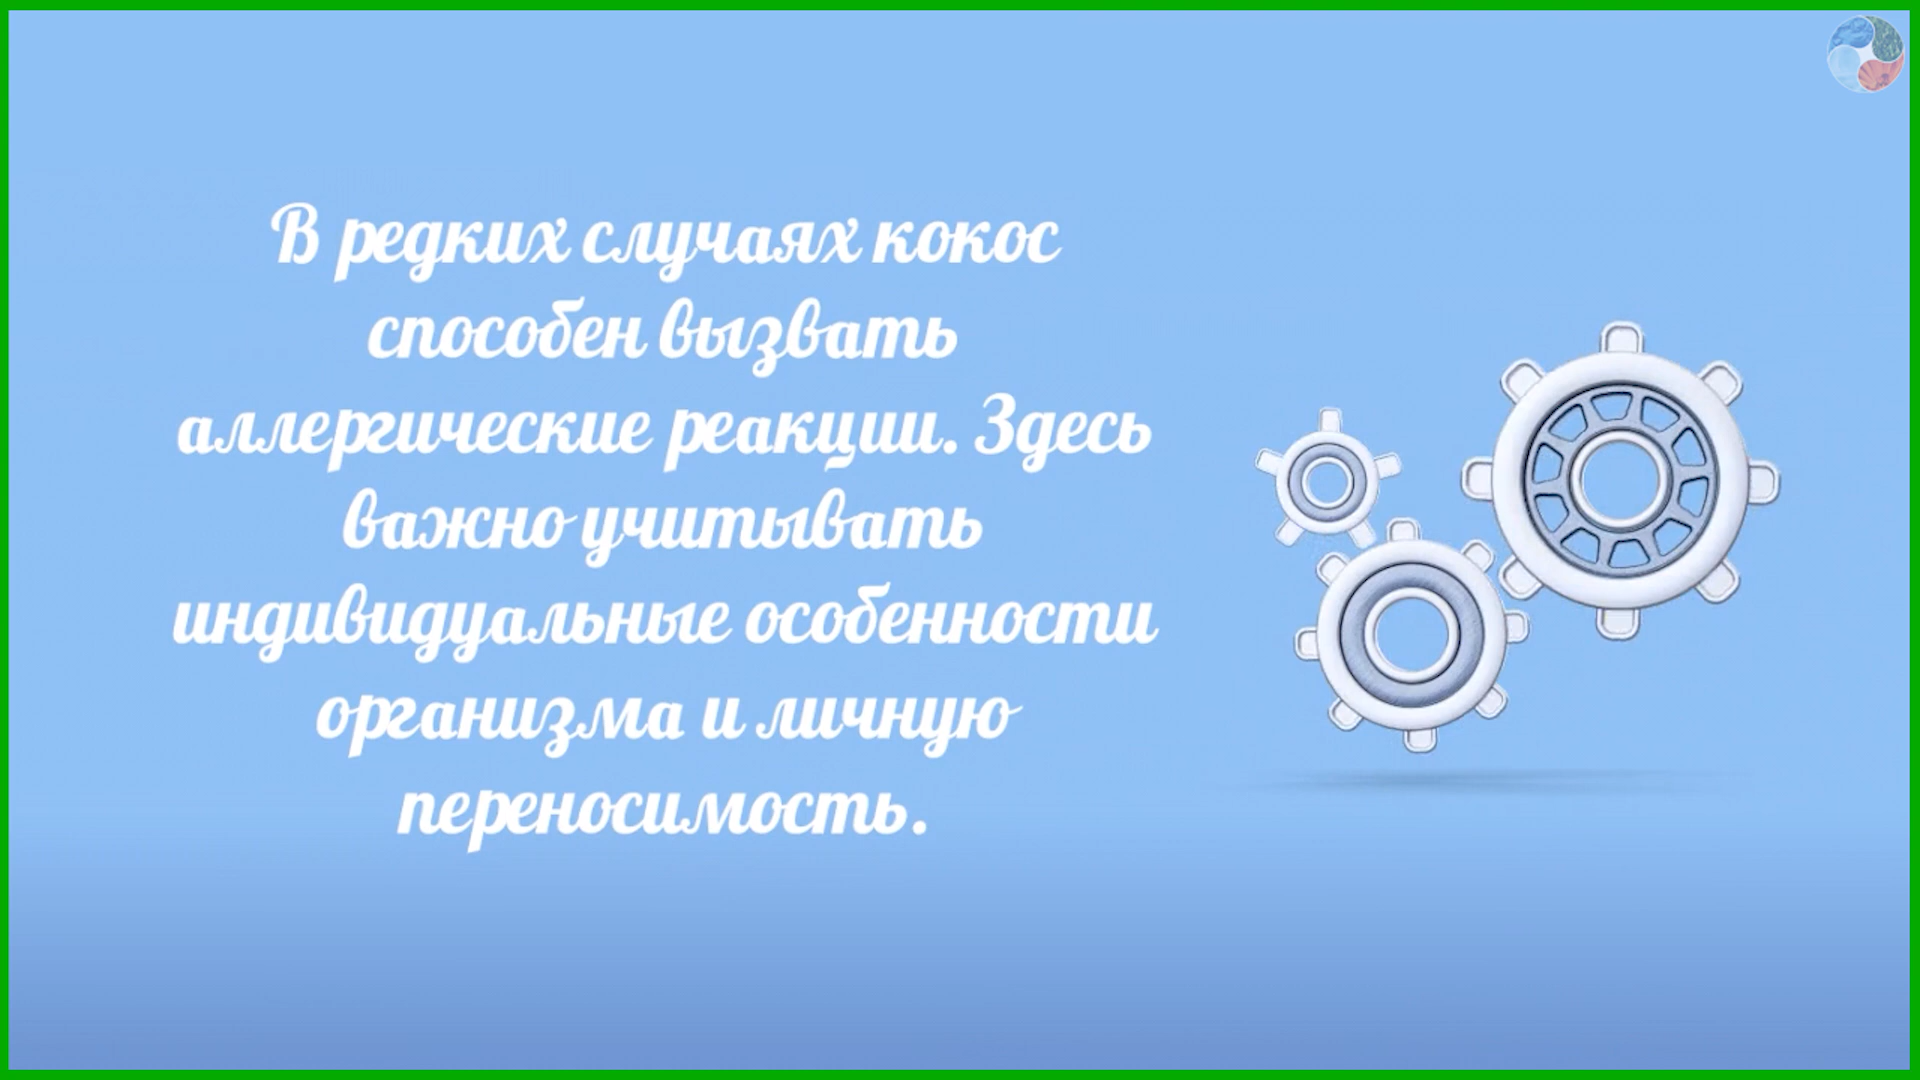 В редких случаях кокос
способен вызвать
аллергические реакции. Здесь
важно учитывать
индивидуальные особенности
организма и личную
переносимость.